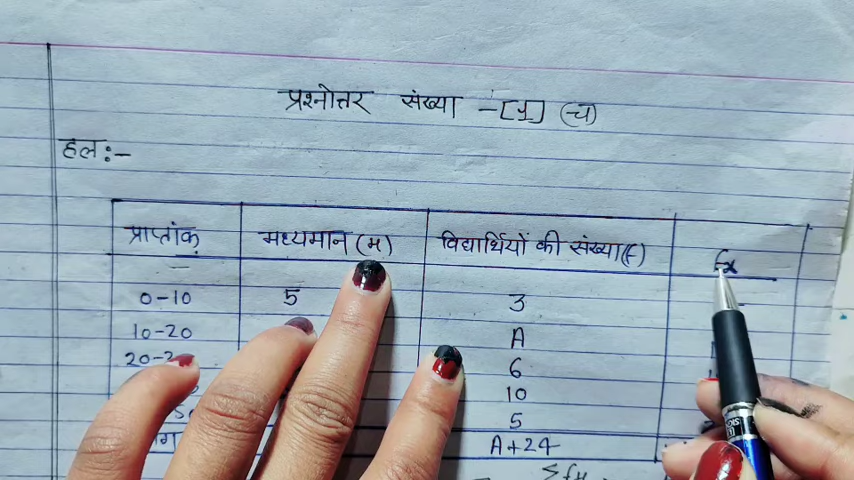 प्रश्नोत्तर संख्या -[1] (च)
हलः-
प्राप्तांक मध्यमान (x) विद्यार्थियों की संख्या(f) fx
0-10 5 3
10-20 A
6
10
5
A+24